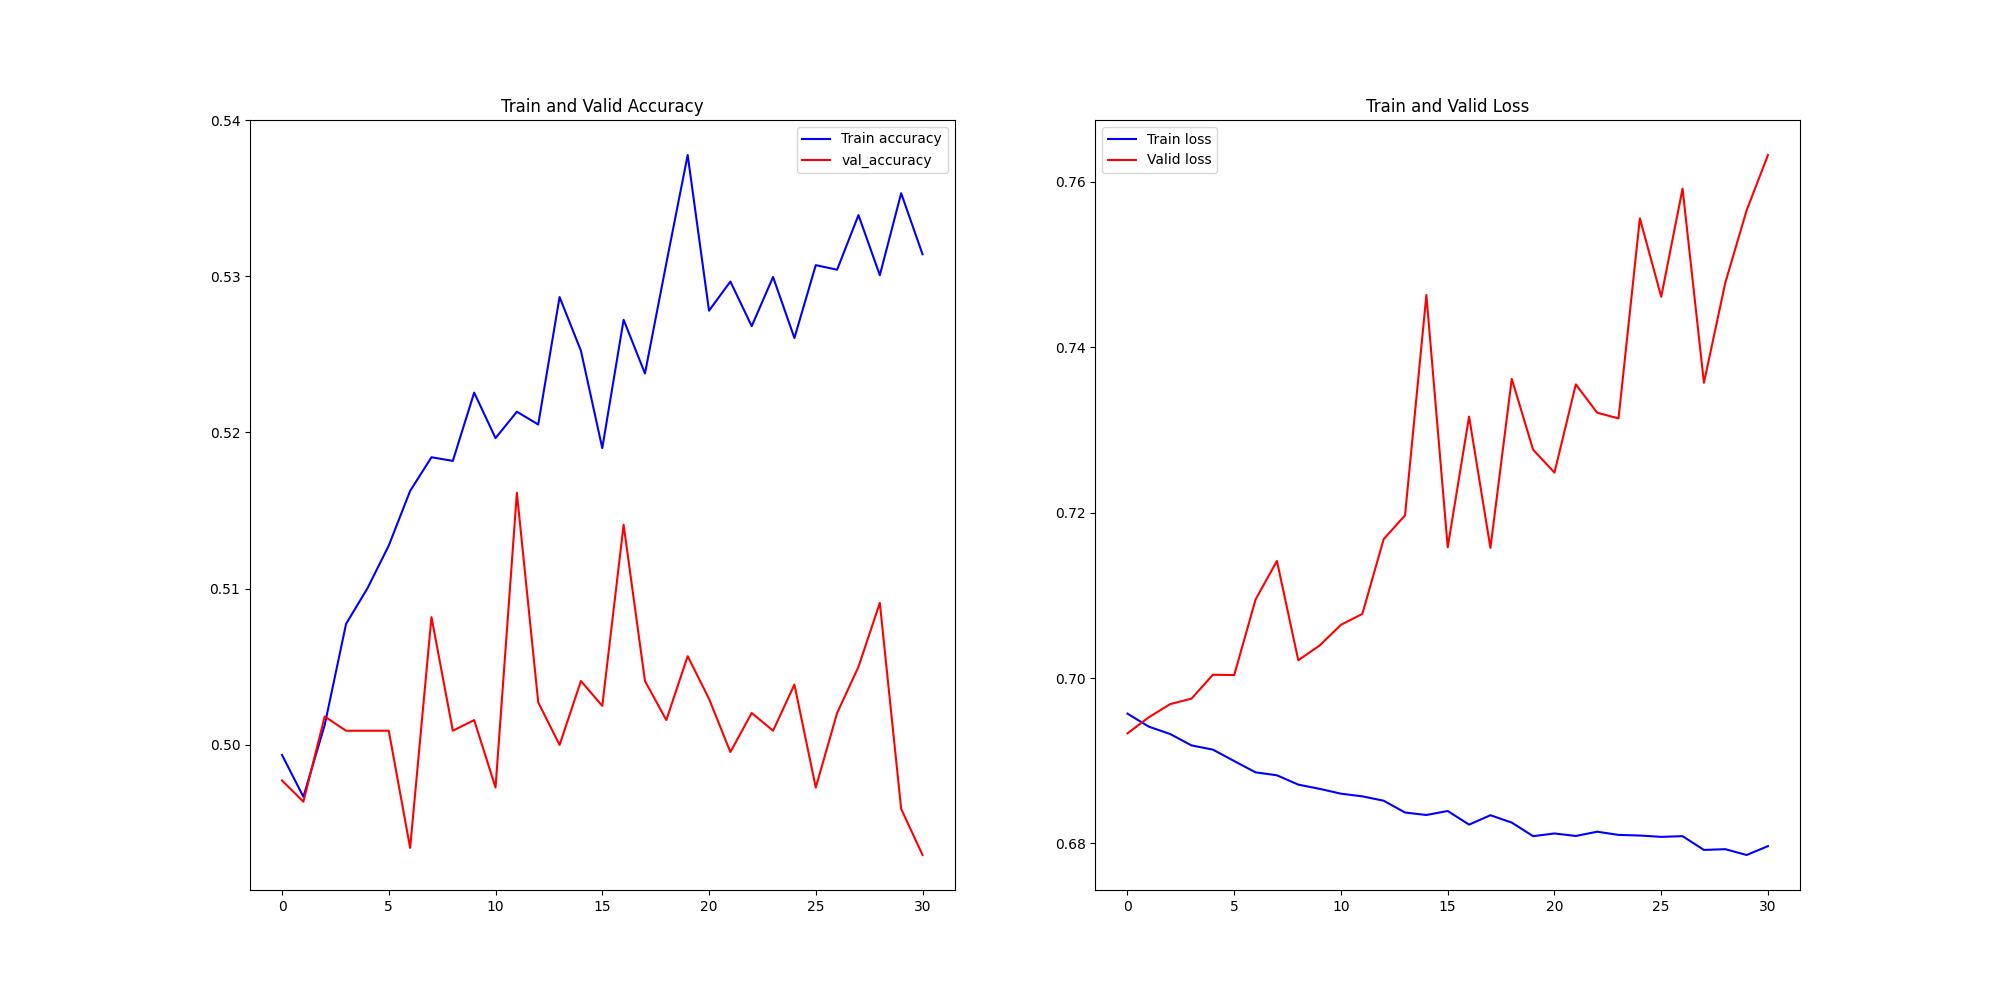 Train and Valid Accuracy
Train accuracy
val_accuracy
0.54
0.53
0.52
0.51
0.50
0 5 10 15 20 25 30
Train and Valid Loss
Train loss
Valid loss
0.76
0.74
0.72
0.70
0.68
0 5 10 15 20 25 30